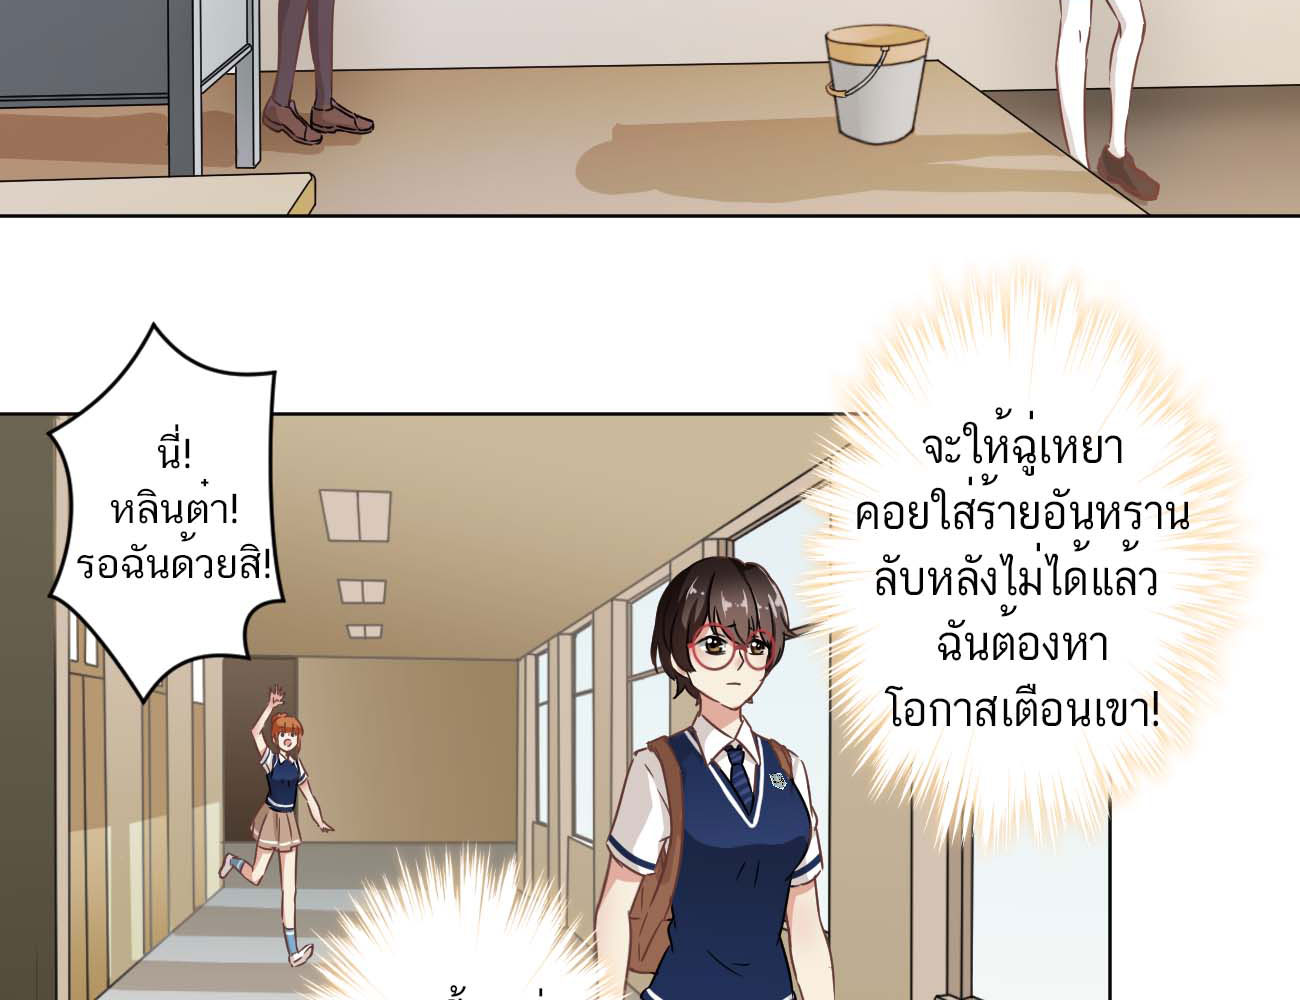 นี่!
หลินต๋า!
รอฉันด้วยสิ!
จะให้ฉู่เหยา
คอยใส่ร้ายอันหราน
ลับหลังไม่ได้แล้ว
ฉันต้องหา
โอกาสเตือนเขา!